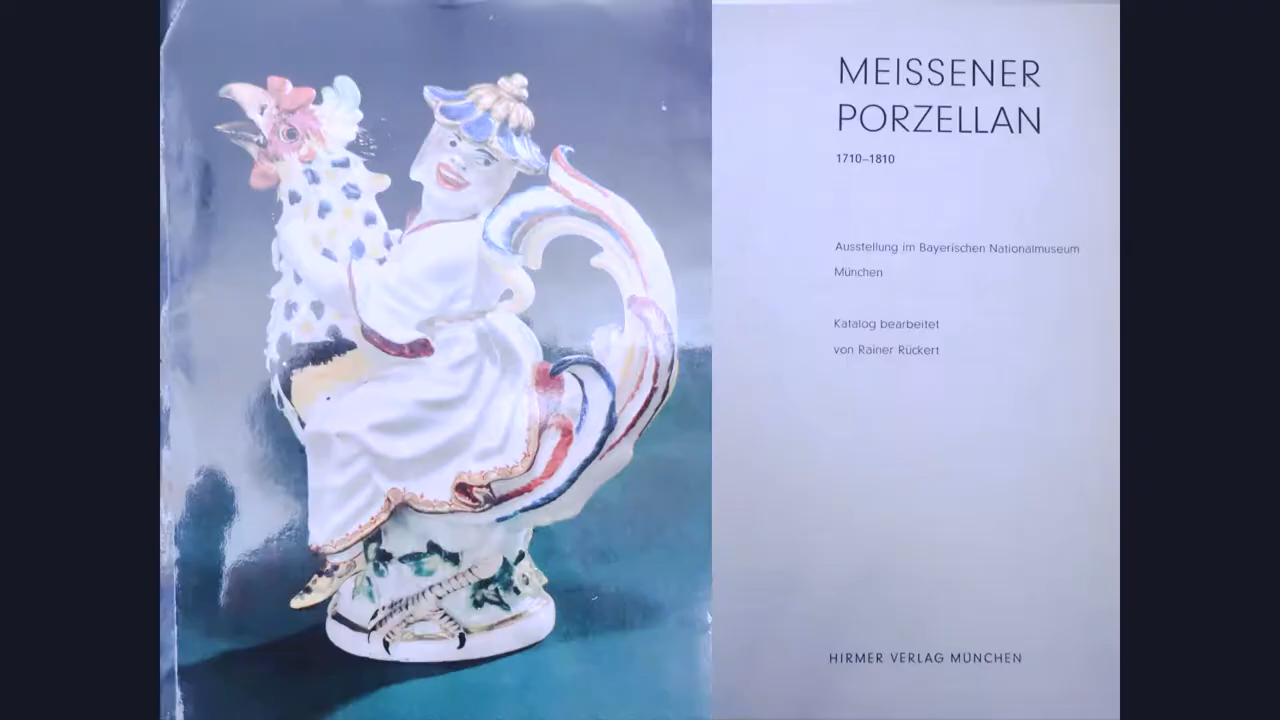 MEISSENER
PORZELLAN
1710–1810
Ausstellung im Bayerischen Nationalmuseum
München
Katalog bearbeitet
von Rainer Rückert
HIRMER VERLAG MÜNCHEN